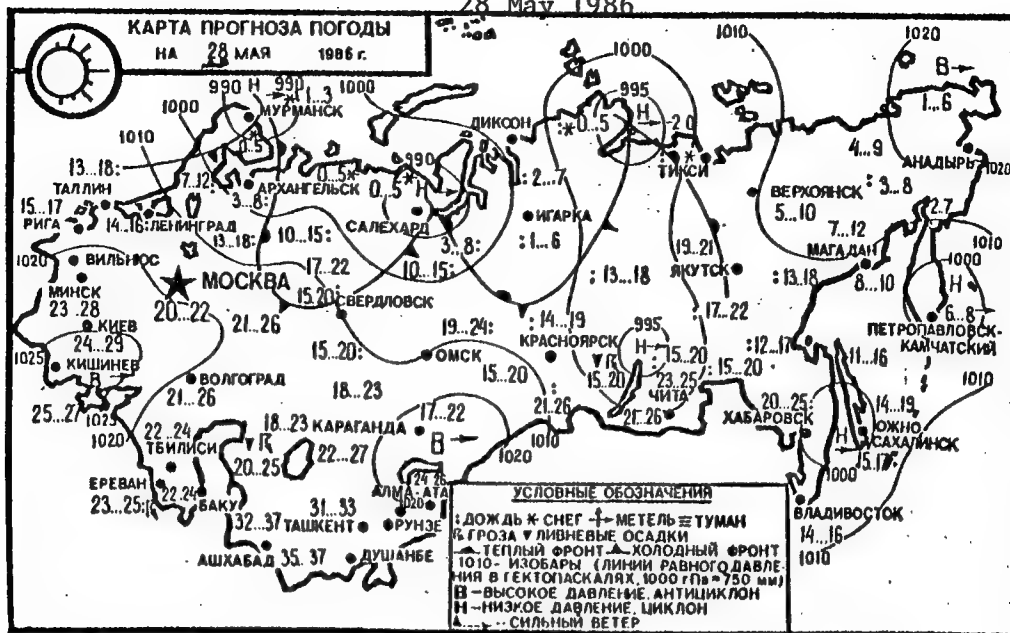 28 May 1986
КАРТА ПРОГНОЗА ПОГОДЫ
НА 28 МАЯ 1986 г.
1010
1020
1000
990 Н 990
* 1...3
1000
1000
МУРМАНСК
0...5
995
Н
-2 0
:* 0...5
В
1...6
1010
ДИКСОН
ТИКСИ
4...9
АНАДЫРЬ
1020
13...18:
7...12:
АРХАНГЕЛЬСК
0...5*
990
0...5* Н
: 2...7
ВЕРХОЯНСК
5...10
: 3...8
ТАЛЛИН
15...17
РИГА
14...16:
ЛЕНИНГРАД
3...8:
САЛЕХАРД
ИГАРКА
: 1...6
7...12
2.7
1010
13...18:
10...15:
3...8:
19...21
МАГАДАН
8...10
1000
Н
1020
ВИЛЬНЮС
МОСКВА
20...22
17...22
10...15:
: 13...18
ЯКУТСК
:13.18
МИНСК
23 28
15.20:
СВЕРДЛОВСК
: 17...22
6...8
ПЕТРОПАВЛОВСК-
КАМЧАТСКИЙ
КИЕВ
24...29
21...26
19...24:
: 14...19
995
Н
1025
КИШИНЕВ
В
15...20:
ОМСК
КРАСНОЯРСК
15...20
: 15...20
15...20
:12...17
11...16
1010
ВОЛГОГРАД
21...26
18...23
15...20
23...25
ЧИТА
25...27
1025
1020
17...22
21.26
21...26
20...25:
ХАБАРОВСК
14...19
ЮЖНО-
САХАЛИНСК
22...24
ТБИЛИСИ
18...23
КАРАГАНДА
В
1010
1020
Н
15.17
20...25
22...27
1000
ЕРЕВАН
23...25:
22.24
БАКУ
24 26
АЛМА-АТА
1020
31...33
ТАШКЕНТ
ФРУНЗЕ
32...37
АШХАБАД
35. 37
ДУШАНБЕ
ВЛАДИВОСТОК
14...16
1010
УСЛОВНЫЕ ОБОЗНАЧЕНИЯ
: ДОЖДЬ * СНЕГ МЕТЕЛЬ ≡ ТУМАН
ГРОЗА ▼ ЛИВНЕВЫЕ ОСАДКИ
ТЕПЛЫЙ ФРОНТ ХОЛОДНЫЙ ФРОНТ
1010- ИЗОБАРЫ (ЛИНИИ РАВНОГО ДАВЛЕ-
НИЯ В ГЕКТОПАСКАЛЯХ, 1000 гПа = 750 мм)
В - ВЫСОКОЕ ДАВЛЕНИЕ, АНТИЦИКЛОН
Н - НИЗКОЕ ДАВЛЕНИЕ, ЦИКЛОН
СИЛЬНЫЙ ВЕТЕР